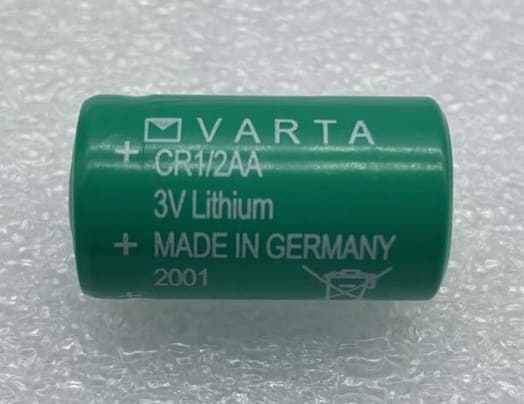 VARTA
+ CR1/2AA
3V Lithium
+ MADE IN GERMANY
2001